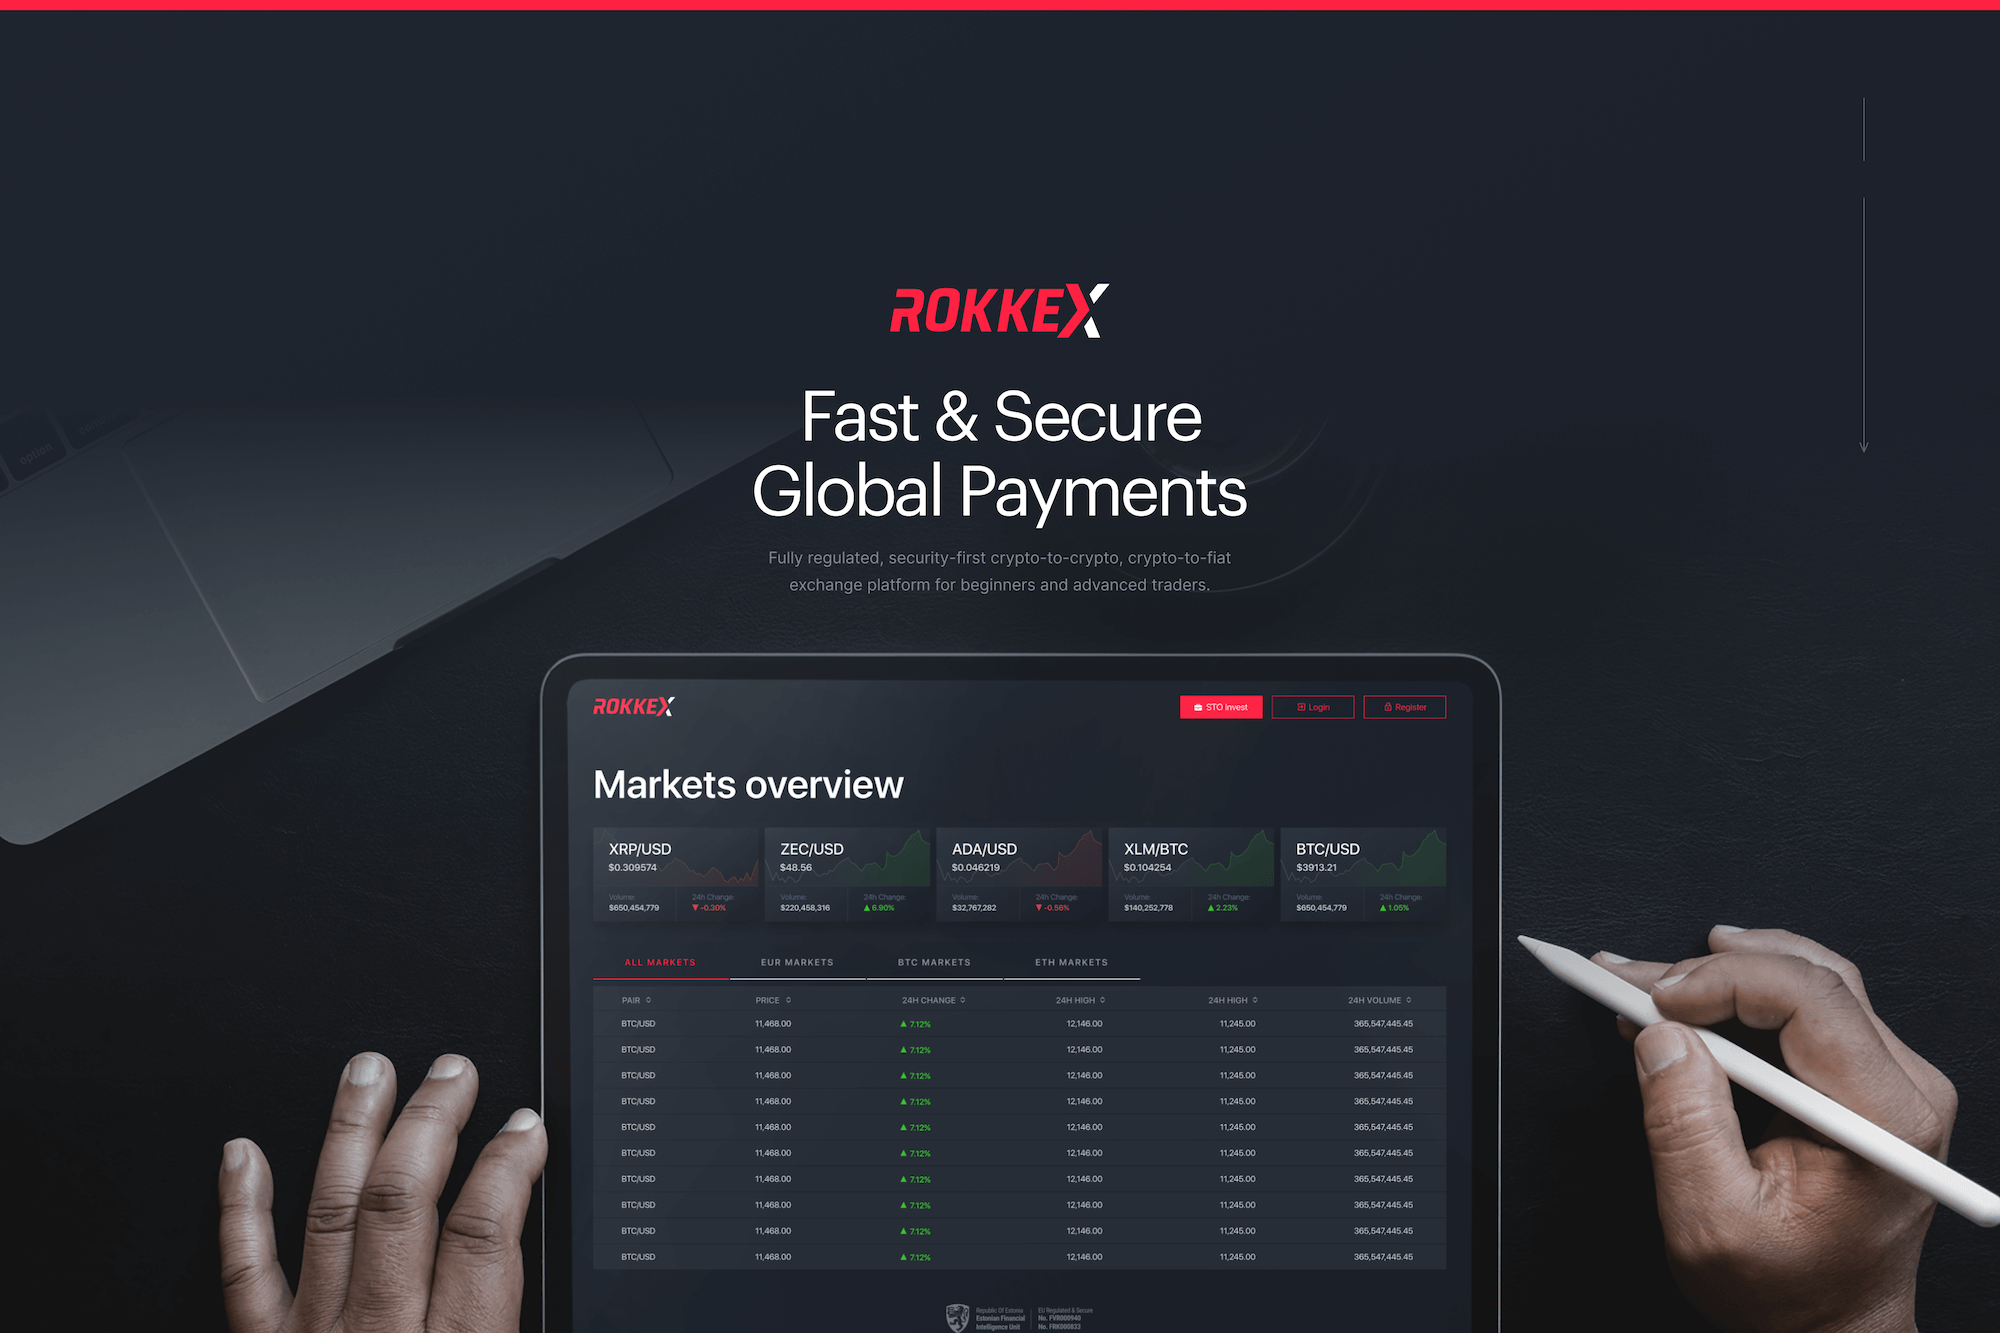 ROKKEX
Fast & Secure
Global Payments
Fully regulated, security-first crypto-to-crypto, crypto-to-fiat
exchange platform for beginners and advanced traders.
option
ROKKEX
STO Invest Login Register
Markets overview
XRP/USD ZEC/USD ADA/USD XLM/BTC BTC/USD
$0.309574 $48.56 $0.046219 $0.104254 $3913.21
Volume: 24h Change: Volume: 24h Change: Volume: 24h Change: Volume: 24h Change: Volume: 24h Change:
$650,454,779 ▼ -0.30% $220,458,316 ▲ 6.90% $32,767,282 ▼ -0.56% $140,252,778 ▲ 2.23% $650,454,779 ▲ 1.05%
ALL MARKETS EUR MARKETS BTC MARKETS ETH MARKETS
PAIR PRICE 24H CHANGE 24H HIGH 24H HIGH 24H VOLUME
BTC/USD 11,468.00 ▲ 7.12% 12,146.00 11,245.00 365,547,445.45
BTC/USD 11,468.00 ▲ 7.12% 12,146.00 11,245.00 365,547,445.45
BTC/USD 11,468.00 ▲ 7.12% 12,146.00 11,245.00 365,547,445.45
BTC/USD 11,468.00 ▲ 7.12% 12,146.00 11,245.00 365,547,445.45
BTC/USD 11,468.00 ▲ 7.12% 12,146.00 11,245.00 365,547,445.45
BTC/USD 11,468.00 ▲ 7.12% 12,146.00 11,245.00 365,547,445.45
BTC/USD 11,468.00 ▲ 7.12% 12,146.00 11,245.00 365,547,445.45
BTC/USD 11,468.00 ▲ 7.12% 12,146.00 11,245.00 365,547,445.45
BTC/USD 11,468.00 ▲ 7.12% 12,146.00 11,245.00 365,547,445.45
BTC/USD 11,468.00 ▲ 7.12% 12,146.00 11,245.00 365,547,445.45
Republic Of Estonia EU Regulated & Secure
Estonian Financial No. FVR000940
Intelligence Unit No. FRK000833